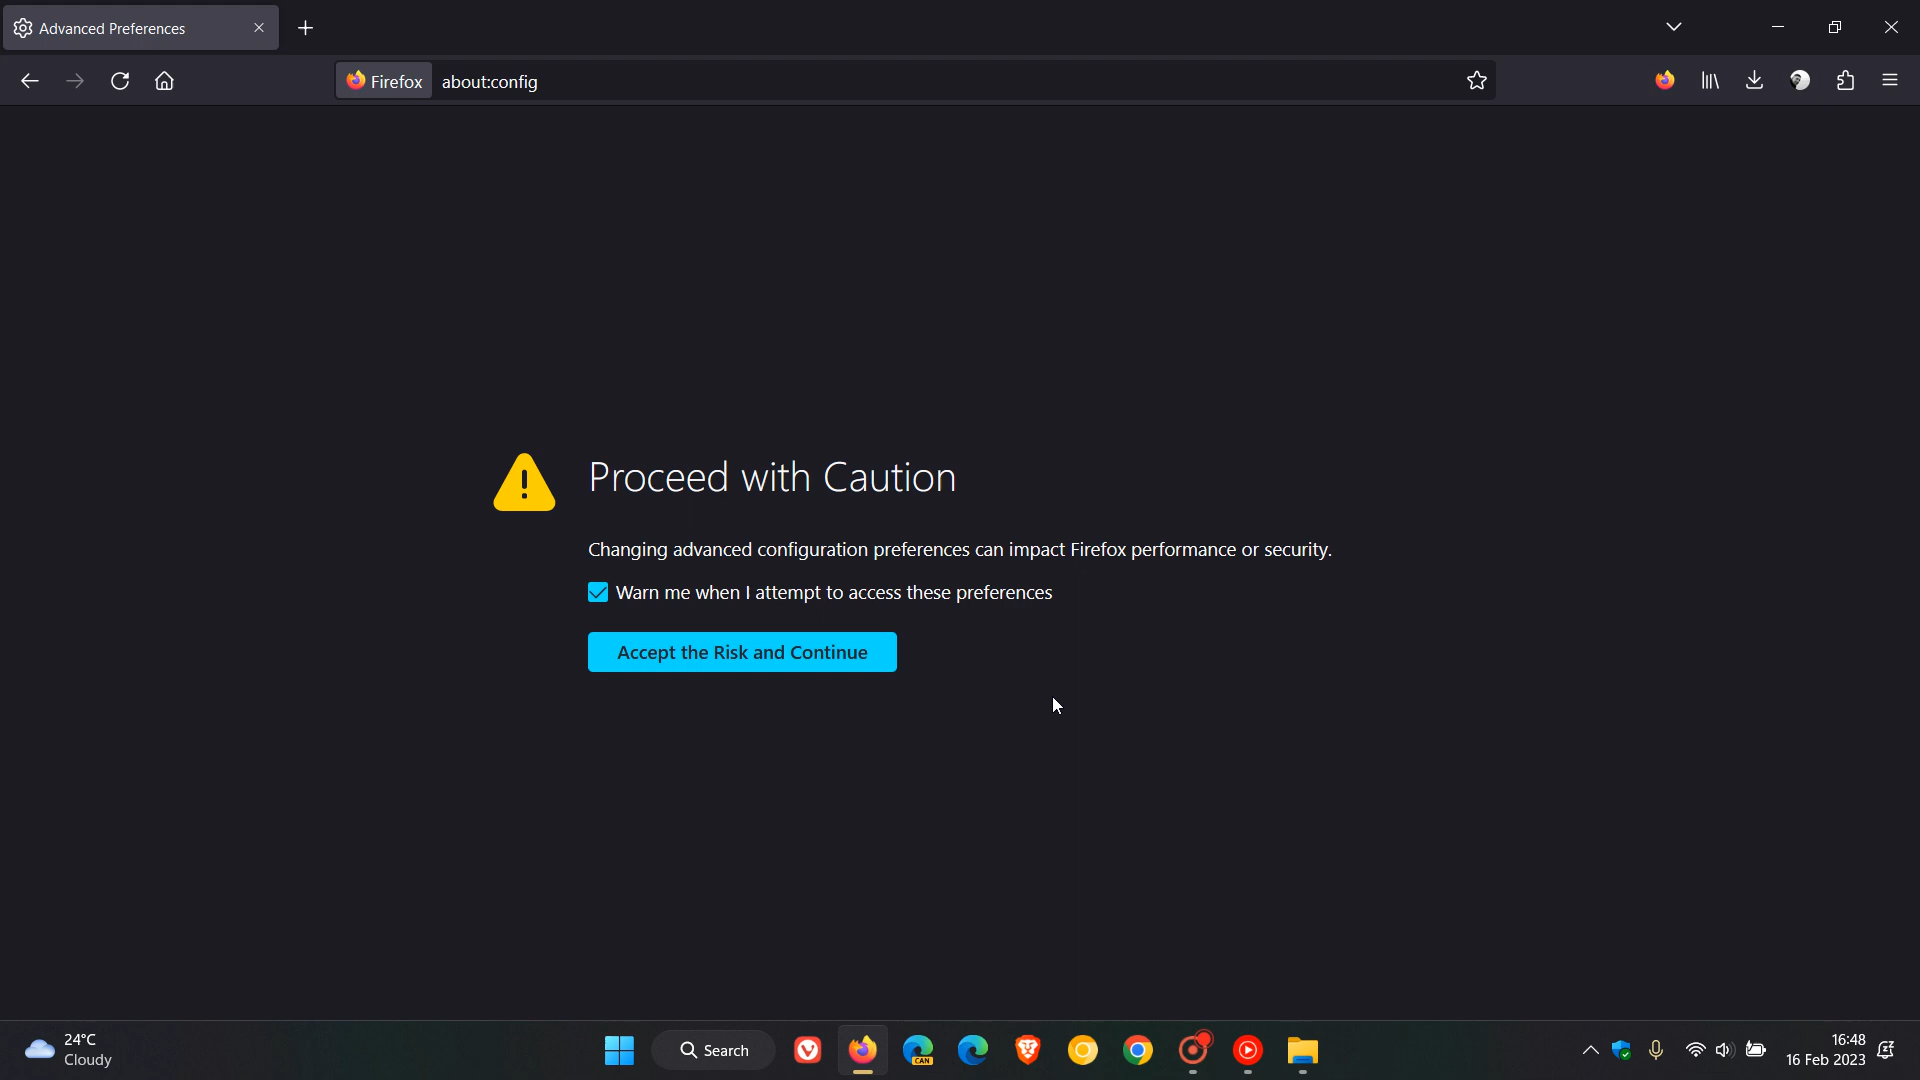 Advanced Preferences
Firefox about:config
Proceed with Caution
Changing advanced configuration preferences can impact Firefox performance or security.
Warn me when I attempt to access these preferences
Accept the Risk and Continue
24°C
Cloudy
Search
CAN
16:48
16 Feb 2023